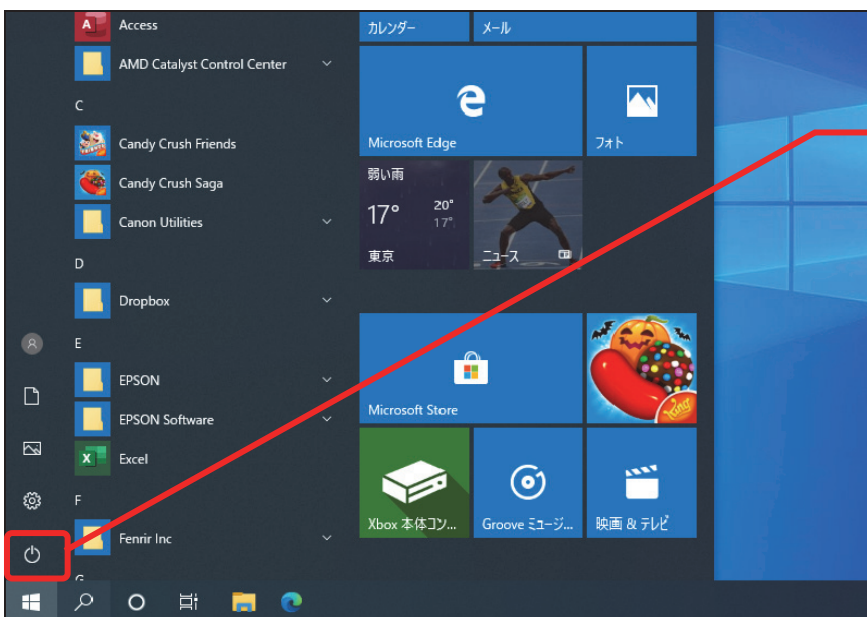 Access
AMD Catalyst Control Center
C
Candy Crush Friends
Candy Crush Saga
Canon Utilities
D
Dropbox
E
EPSON
EPSON Software
Excel
F
Fenrir Inc
G
カレンダー
メール
Microsoft Edge
フォト
弱い雨
17°
20°
17°
東京
ニュース
Microsoft Store
King
Xbox 本体コン...
Groove ミュージ...
映画 & テレビ